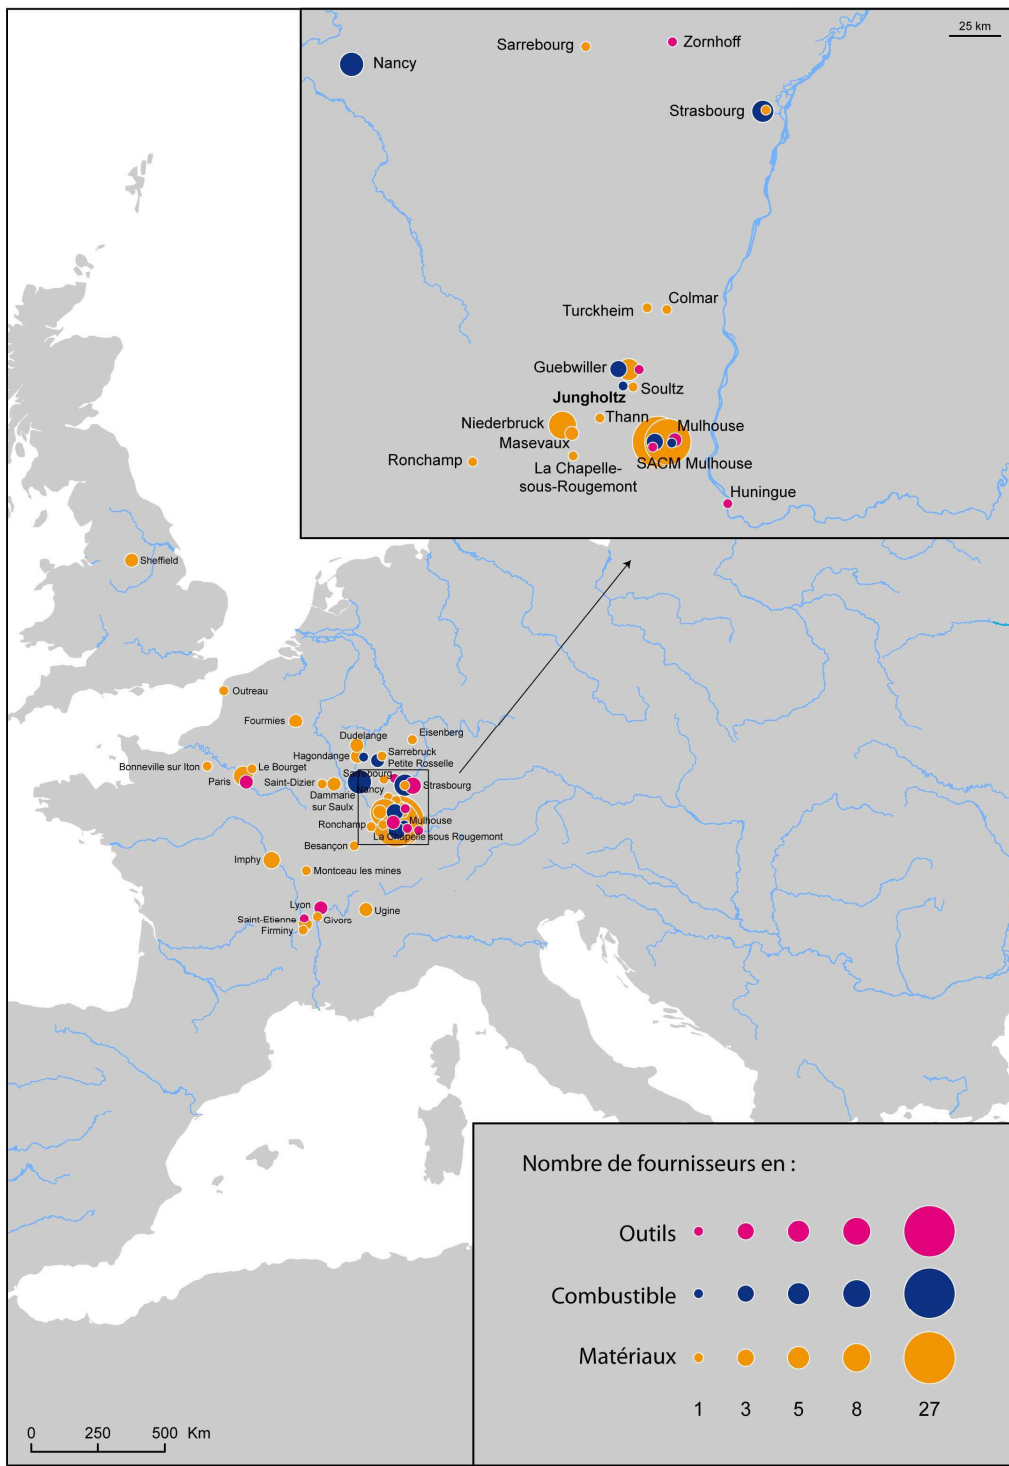 25 km
Sarrebourg
Zornhoff
Nancy
Strasbourg
Turckheim
Colmar
Guebwiller
Soultz
Jungholtz
Niederbruck
Thann
Masevaux
Mulhouse
Ronchamp
La Chapelle-
sous-Rougemont
SACM Mulhouse
Huningue
Sheffield
Outreau
Fourmies
Dudelange
Eisenberg
Hagondange
Sarrebruck
Petite Rosselle
Bonneville sur Iton
Le Bourget
Paris
Saint-Dizier
Sarrebourg
Nancy
Strasbourg
Dammarie
sur Saulx
Mulhouse
Ronchamp
La Chapelle sous Rougemont
Besançon
Imphy
Montceau les mines
Lyon
Ugine
Saint-Etienne
Givors
Firminy
Nombre de fournisseurs en :
Outils
Combustible
Matériaux
1 3 5 8 27
0 250 500 Km